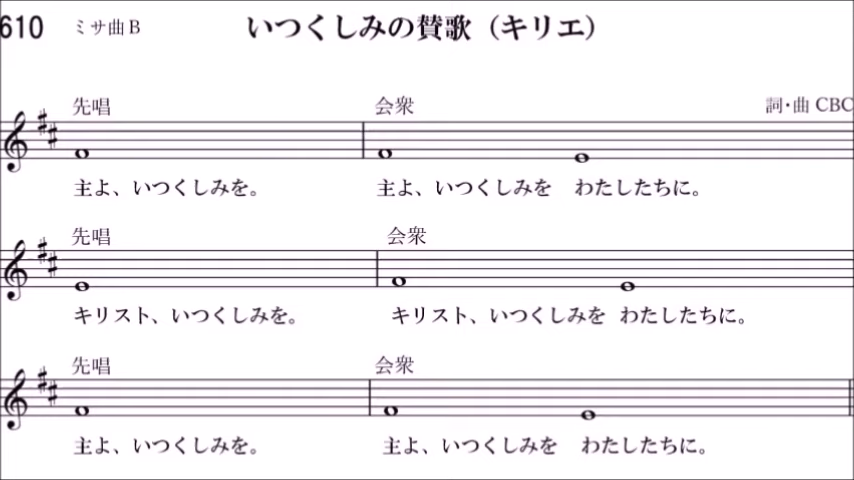 610 ミサ曲B いつくしみの賛歌（キリエ）
先唱 会衆 詞・曲 CBC
主よ、いつくしみを。 主よ、いつくしみを わたしたちに。
先唱 会衆
キリスト、いつくしみを。 キリスト、いつくしみを わたしたちに。
先唱 会衆
主よ、いつくしみを。 主よ、いつくしみを わたしたちに。